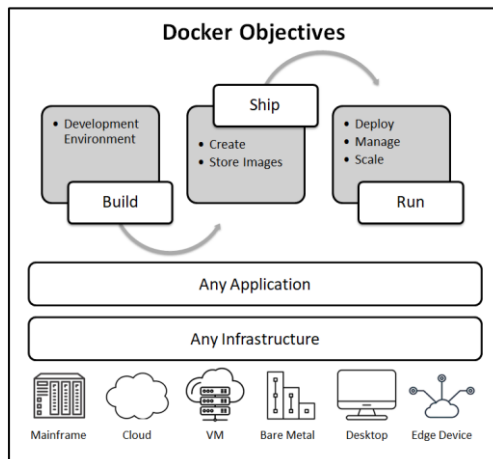 Docker Objectives
• Development
Environment
Build
Ship
• Create
• Store Images
• Deploy
• Manage
• Scale
Run
Any Application
Any Infrastructure
Mainframe
Cloud
VM
Bare Metal
Desktop
Edge Device